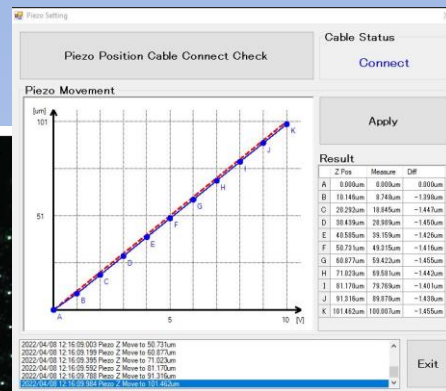 Piezo Setting
Piezo Position Cable Connect Check
Cable Status
Connect
Piezo Movement
[um]
101
51
A
B
C
D
E
F
G
H
I
J
K
5
10
[V]
Apply
Result
Z Pos Measure Diff
A 0.000um 0.000um 0.000um
B 10.146um 8.748um -1.398um
C 20.292um 18.845um -1.447um
D 30.439um 28.989um -1.450um
E 40.585um 39.159um -1.426um
F 50.731um 49.315um -1.416um
G 60.877um 59.422um -1.455um
H 71.023um 69.581um -1.442um
I 81.170um 79.769um -1.401um
J 91.316um 89.878um -1.438um
K 101.462um 100.007um -1.455um
2022/04/08 12:16:09.003 Piezo Z Move to 50.731um
2022/04/08 12:16:09.199 Piezo Z Move to 60.877um
2022/04/08 12:16:09.395 Piezo Z Move to 71.023um
2022/04/08 12:16:09.592 Piezo Z Move to 81.170um
2022/04/08 12:16:09.788 Piezo Z Move to 91.316um
2022/04/08 12:16:09.984 Piezo Z Move to 101.462um
Exit